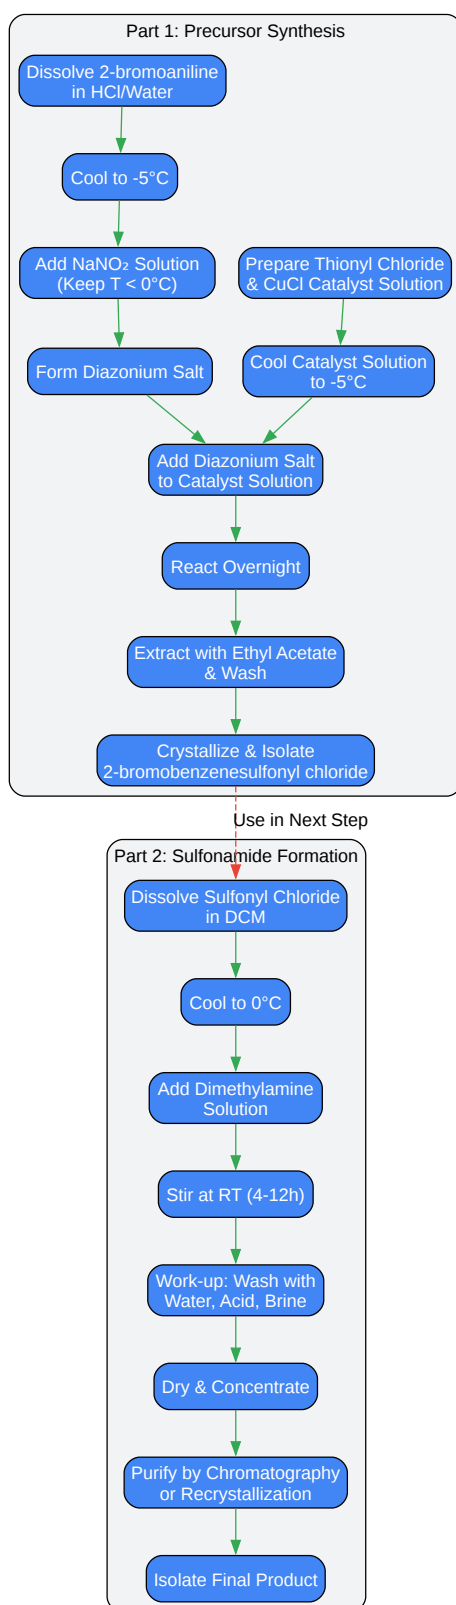 Part 1: Precursor Synthesis
Dissolve 2-bromoaniline
in HCl/Water
Cool to -5°C
Add NaNO₂ Solution
(Keep T < 0°C)
Prepare Thionyl Chloride
& CuCl Catalyst Solution
Form Diazonium Salt
Cool Catalyst Solution
to -5°C
Add Diazonium Salt
to Catalyst Solution
React Overnight
Extract with Ethyl Acetate
& Wash
Crystallize & Isolate
2-bromobenzenesulfonyl chloride
Use in Next Step
Part 2: Sulfonamide Formation
Dissolve Sulfonyl Chloride
in DCM
Cool to 0°C
Add Dimethylamine
Solution
Stir at RT (4-12h)
Work-up: Wash with
Water, Acid, Brine
Dry & Concentrate
Purify by Chromatography
or Recrystallization
Isolate Final Product